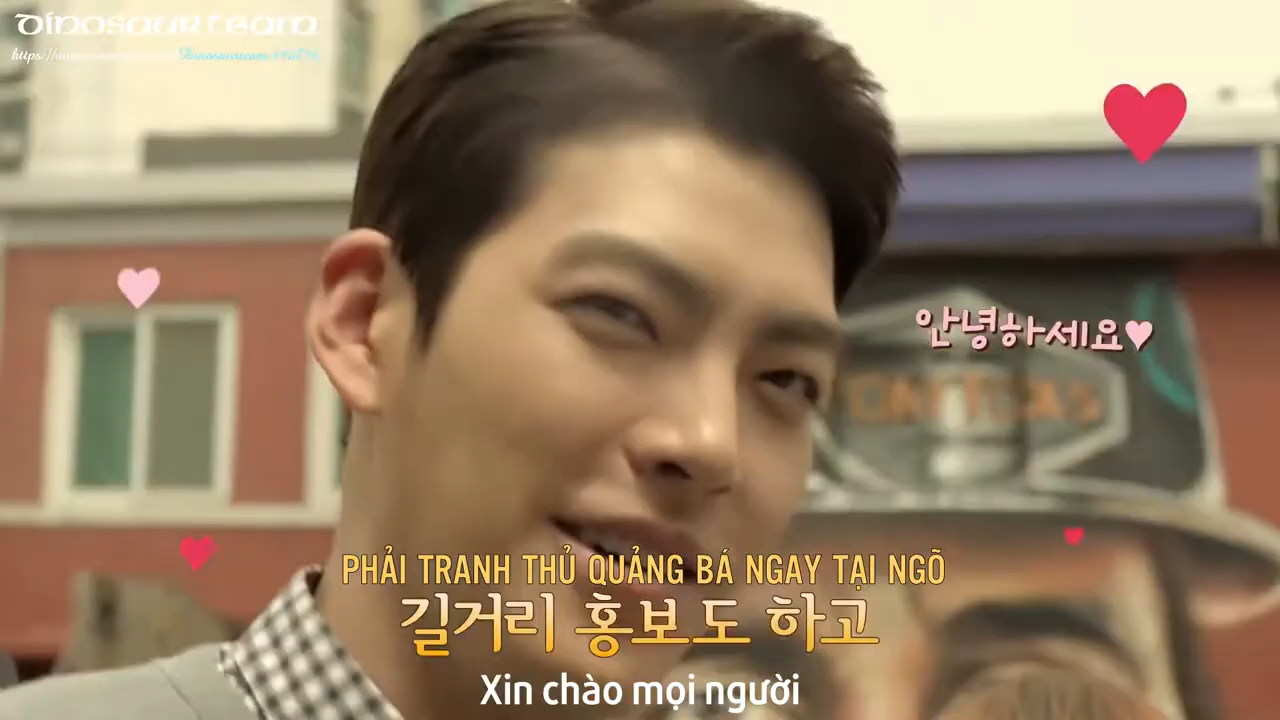 DINOSAUR TEAM
안녕하세요♥
PHẢI TRANH THỦ QUẢNG BÁ NGAY TẠI NGÕ
길거리 홍보도 하고
Xin chào mọi người